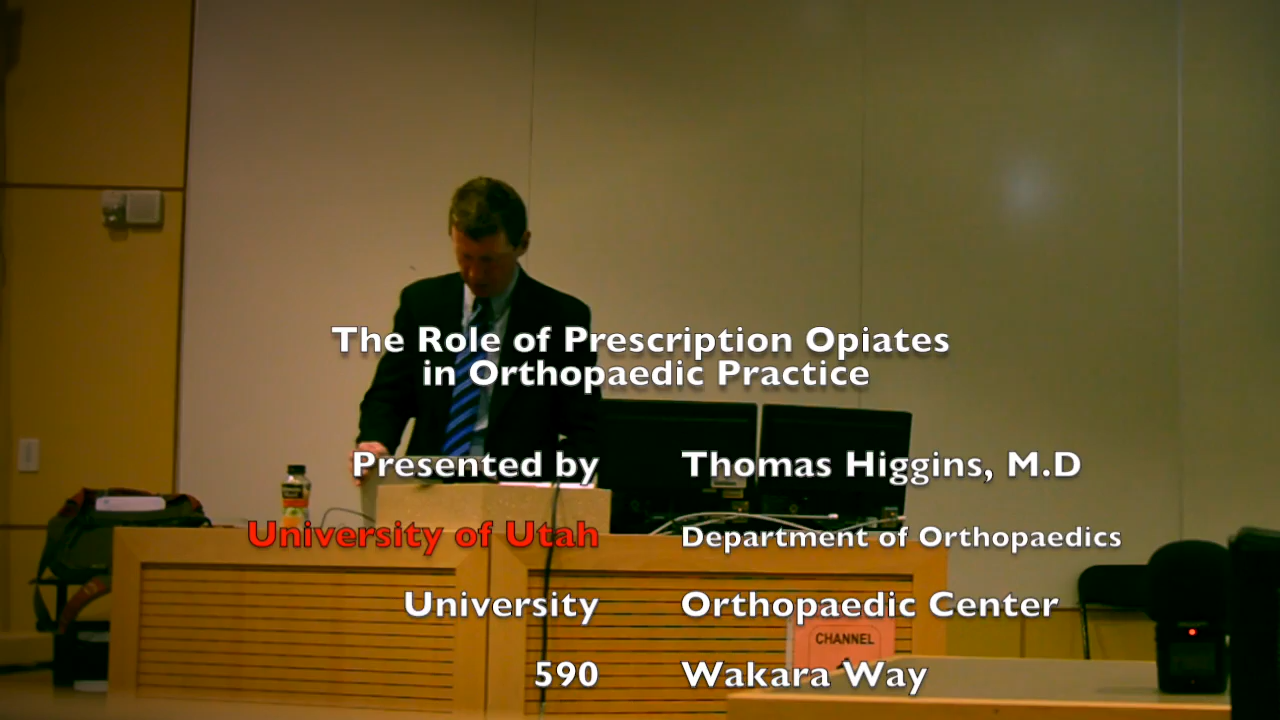 The Role of Prescription Opiates
in Orthopaedic Practice
Presented by Thomas Higgins, M.D
University of Utah Department of Orthopaedics
University Orthopaedic Center
CHANNEL
590 Wakara Way